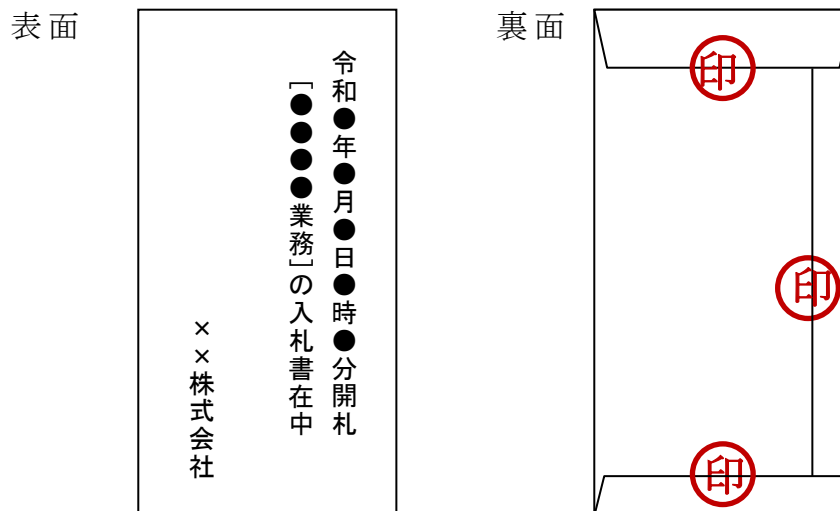 表面
令和●年●月●日●時●分開札
［●●●●業務］の入札書在中
××株式会社
裏面
印
印
印